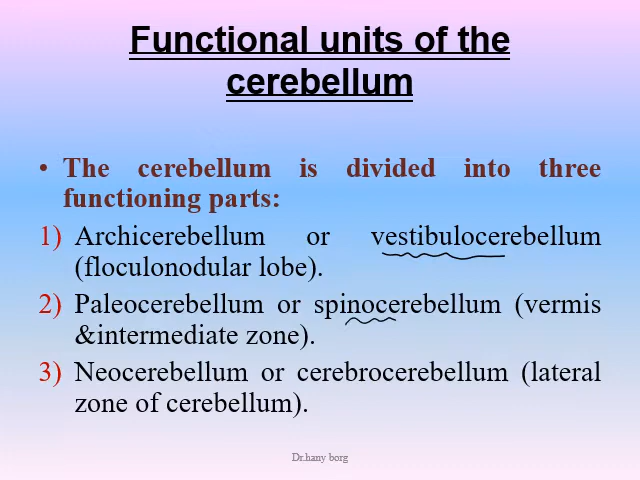 Functional units of the
cerebellum
• The cerebellum is divided into three
functioning parts:
1) Archicerebellum or vestibulocerebellum
(floculonodular lobe).
2) Paleocerebellum or spinocerebellum (vermis
&intermediate zone).
3) Neocerebellum or cerebrocerebellum (lateral
zone of cerebellum).
Dr.hany borg